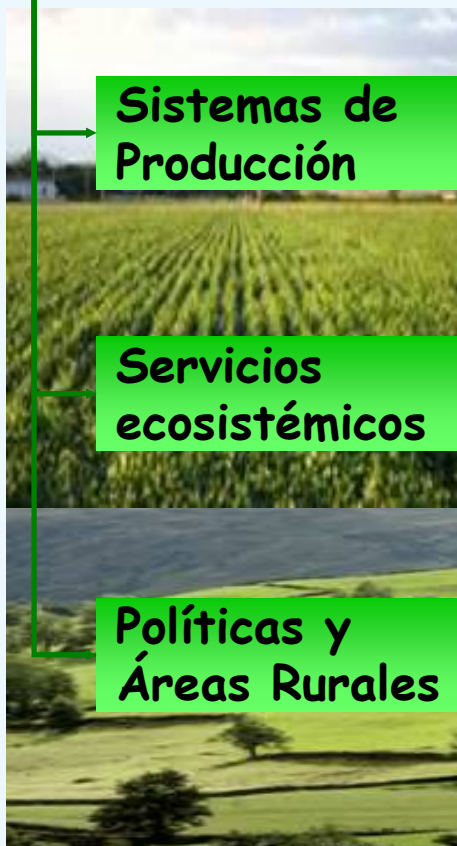 Sistemas de
Producción
Servicios
ecosistémicos
Políticas y
Áreas Rurales